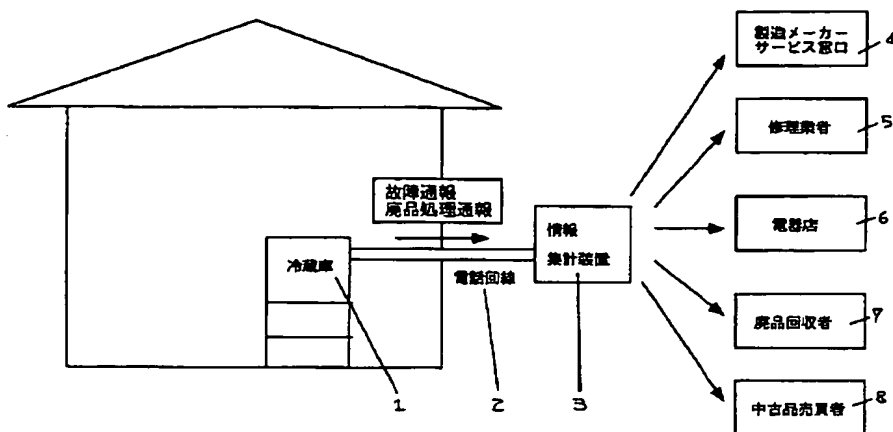 製造メーカー
サービス窓口
4
修理業者
5
故障通報
廃品処理通報
情報
集計装置
電器店
6
冷蔵庫
電話回線
廃品回収者
7
中古品売買者
8
1
2
3